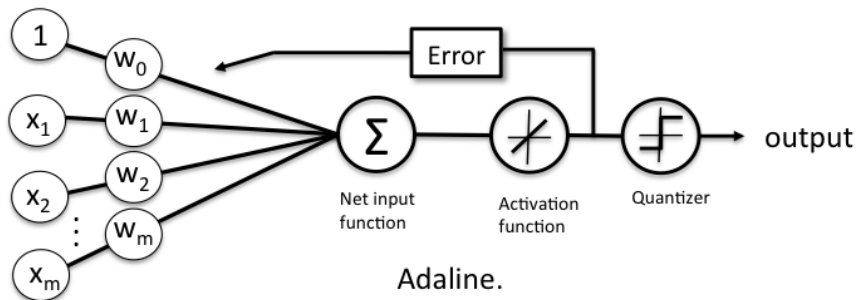 1
w0
x1
w1
x2
w2
⋮
wm
xm
Error
Σ
Net input
function
Activation
function
Quantizer
output
Adaline.